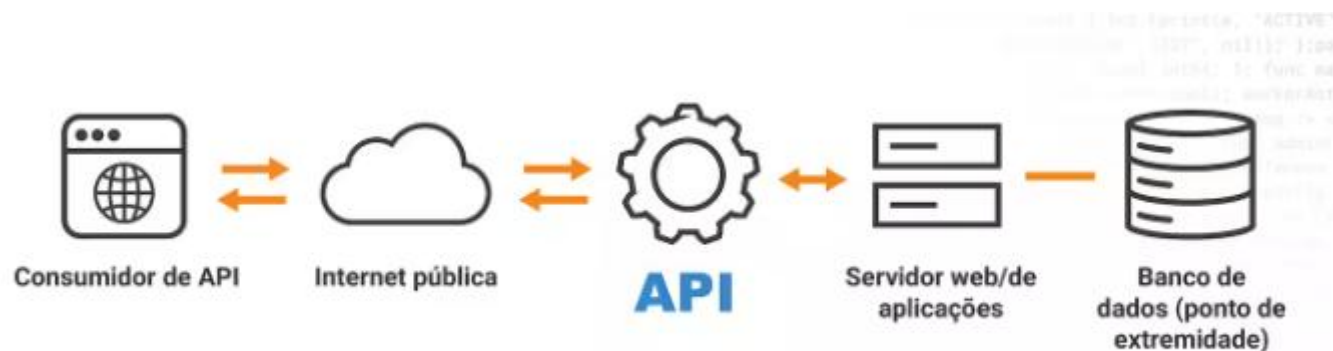 Consumidor de API
Internet pública
API
Servidor web/de
aplicações
Banco de
dados (ponto de
extremidade)